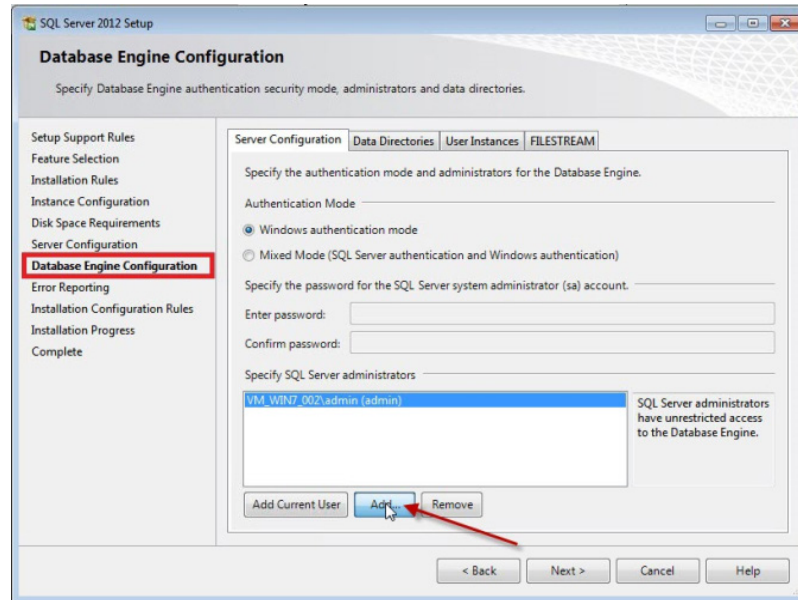 SQL Server 2012 Setup
Database Engine Configuration
Specify Database Engine authentication security mode, administrators and data directories.
Setup Support Rules
Feature Selection
Installation Rules
Instance Configuration
Disk Space Requirements
Server Configuration
Database Engine Configuration
Error Reporting
Installation Configuration Rules
Installation Progress
Complete
Server Configuration Data Directories User Instances FILESTREAM
Specify the authentication mode and administrators for the Database Engine.
Authentication Mode
Windows authentication mode
Mixed Mode (SQL Server authentication and Windows authentication)
Specify the password for the SQL Server system administrator (sa) account.
Enter password:
Confirm password:
Specify SQL Server administrators
VM_WIN7_002\admin (admin)
SQL Server administrators
have unrestricted access
to the Database Engine.
Add Current User Add... Remove
< Back Next > Cancel Help